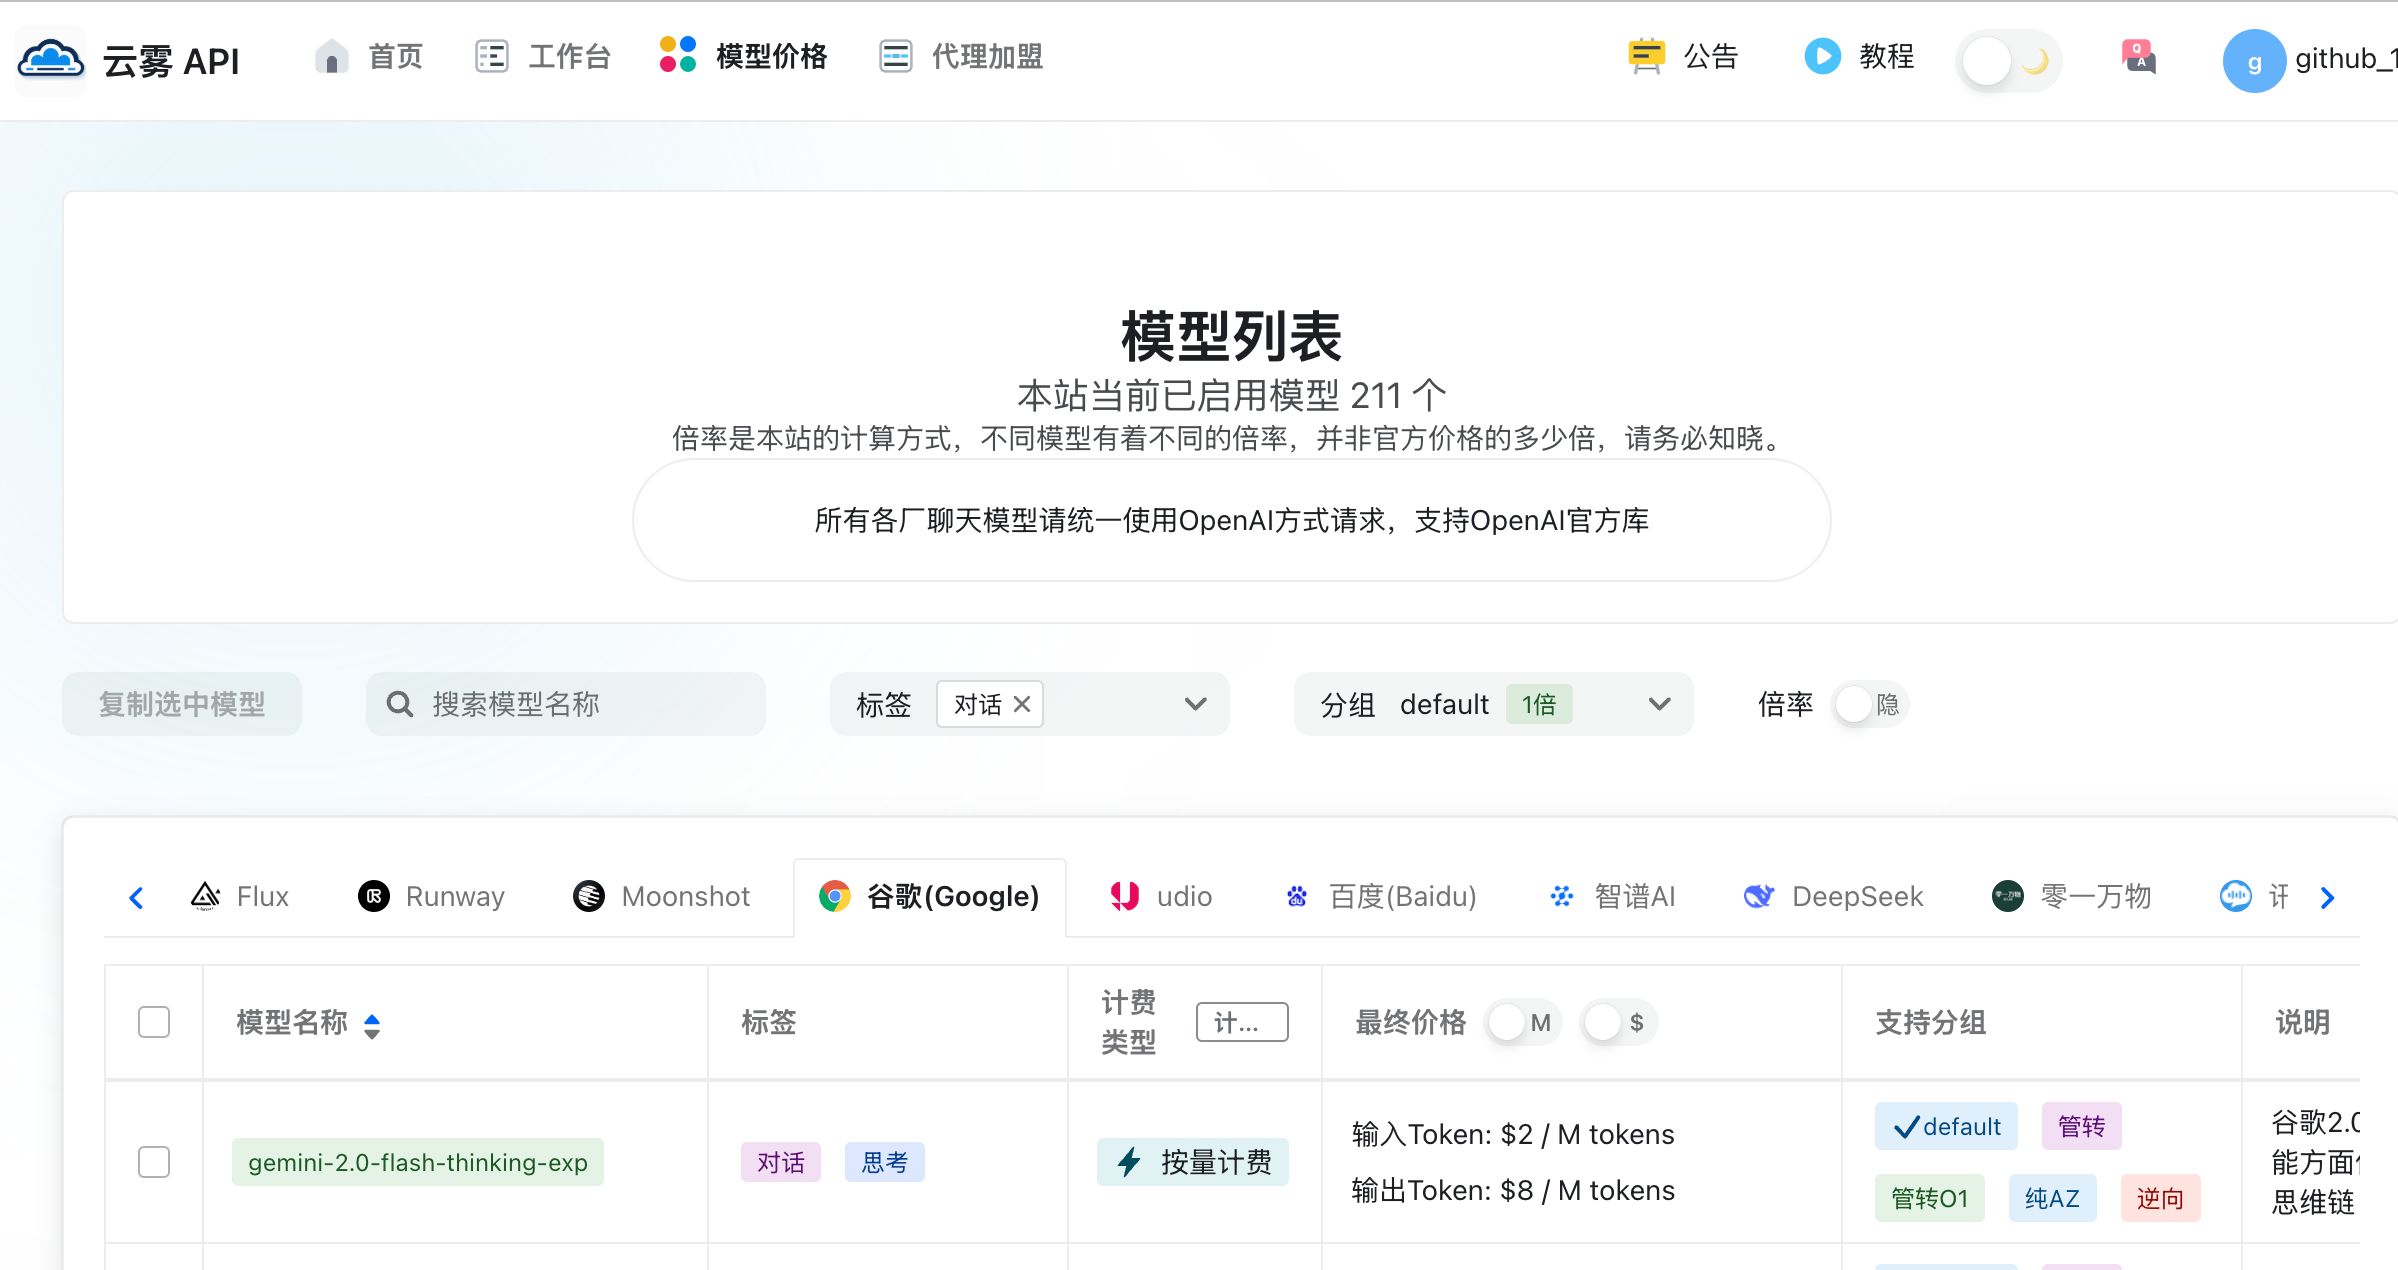 云雾 API
首页
工作台
模型价格
代理加盟
公告
教程
Q
A
g
github_1
模型列表
本站当前已启用模型 211 个
倍率是本站的计算方式，不同模型有着不同的倍率，并非官方价格的多少倍，请务必知晓。
所有各厂聊天模型请统一使用OpenAI方式请求，支持OpenAI官方库
复制选中模型
搜索模型名称
标签
对话
分组 default 1倍
倍率
隐
Flux
Runway
Moonshot
谷歌(Google)
udio
du
百度(Baidu)
智谱AI
DeepSeek
零一万物
模型名称
标签
计费
类型
计...
最终价格
M
$
支持分组
说明
gemini-2.0-flash-thinking-exp
对话
思考
按量计费
输入Token: $2 / M tokens
输出Token: $8 / M tokens
default
管转
管转O1
纯AZ
逆向
谷歌2.0
能方面
思维链